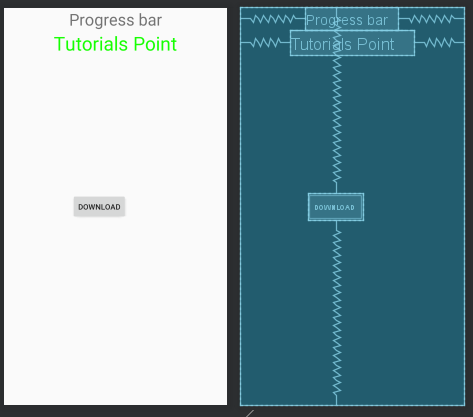 Progress bar
Tutorials Point
DOWNLOAD
Progress bar
Tutorials Point
DOWNLOAD